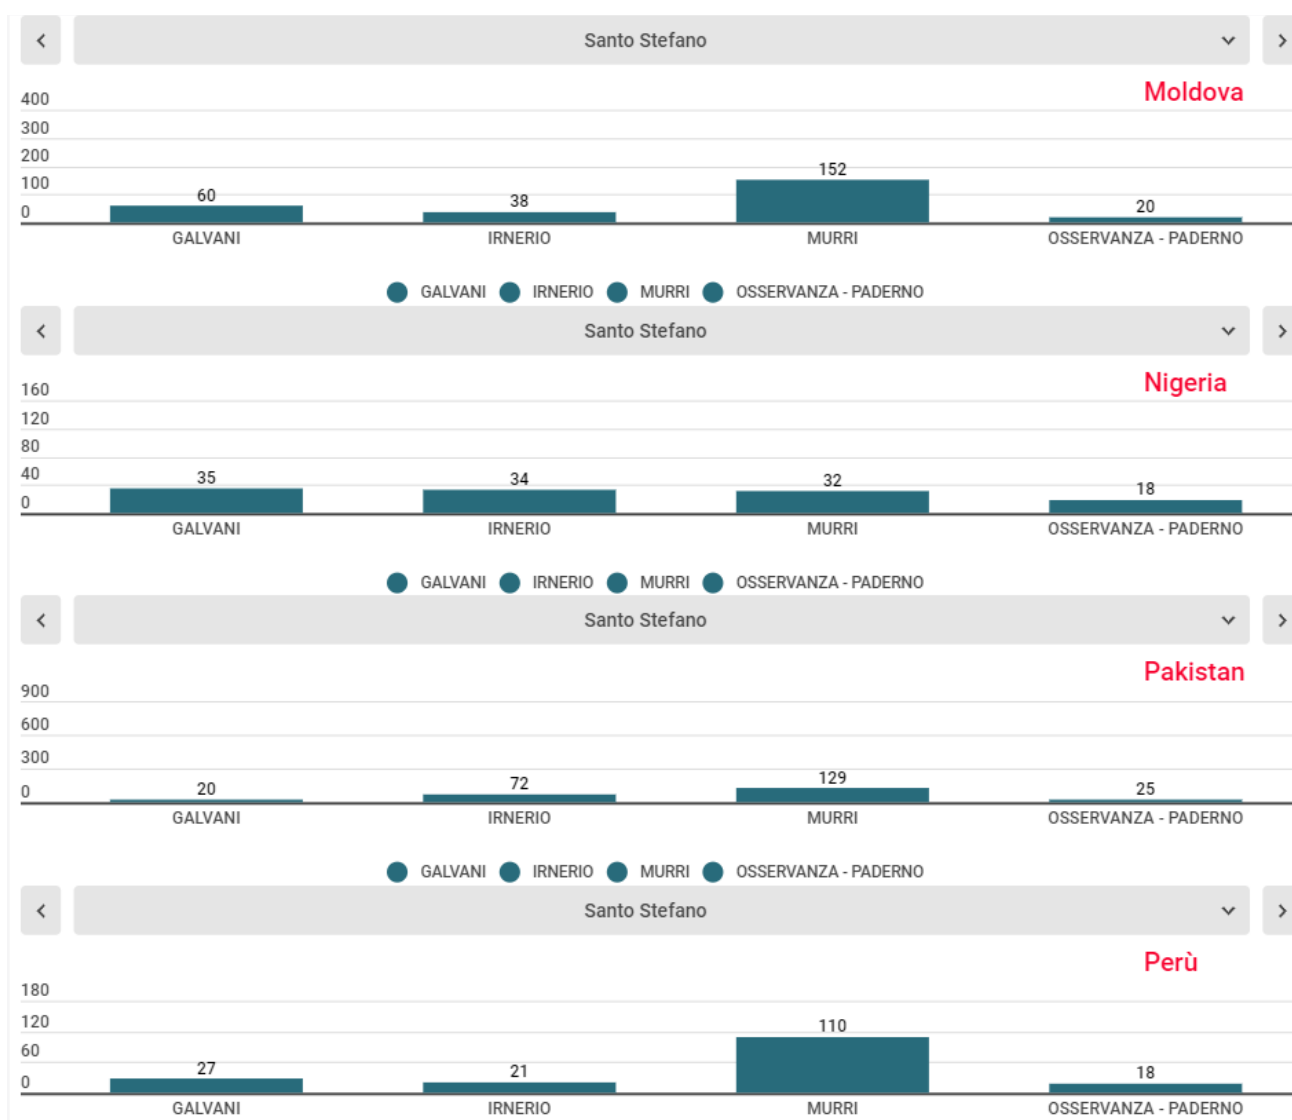 Santo Stefano
Moldova
400
300
200
100
0
60
38
152
20
GALVANI IRNERIO MURRI OSSERVANZA - PADERNO
GALVANI IRNERIO MURRI OSSERVANZA - PADERNO
Santo Stefano
Nigeria
160
120
80
40
0
35
34
32
18
GALVANI IRNERIO MURRI OSSERVANZA - PADERNO
GALVANI IRNERIO MURRI OSSERVANZA - PADERNO
Santo Stefano
Pakistan
900
600
300
0
20
72
129
25
GALVANI IRNERIO MURRI OSSERVANZA - PADERNO
GALVANI IRNERIO MURRI OSSERVANZA - PADERNO
Santo Stefano
Perù
180
120
60
0
27
21
110
18
GALVANI IRNERIO MURRI OSSERVANZA - PADERNO